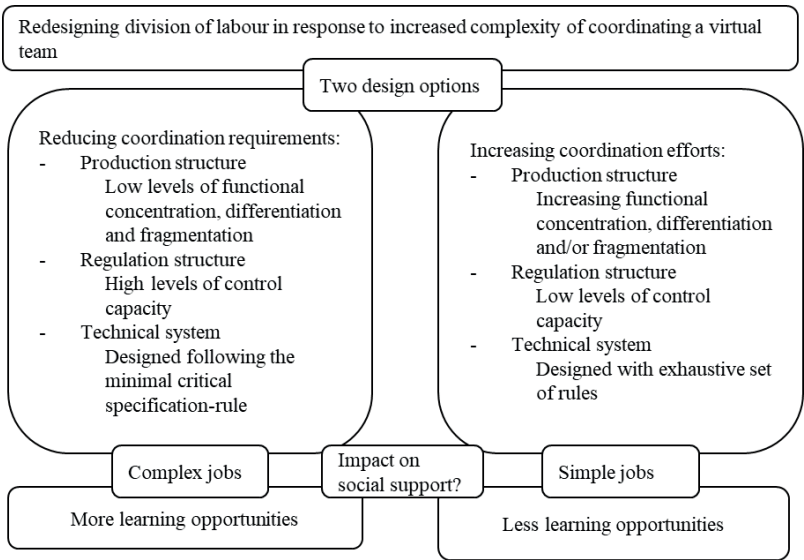 Redesigning division of labour in response to increased complexity of coordinating a virtual
team
Two design options
Reducing coordination requirements:
- Production structure
Low levels of functional
concentration, differentiation
and fragmentation
- Regulation structure
High levels of control
capacity
- Technical system
Designed following the
minimal critical
specification-rule
Increasing coordination efforts:
- Production structure
Increasing functional
concentration, differentiation
and/or fragmentation
- Regulation structure
Low levels of control
capacity
- Technical system
Designed with exhaustive set
of rules
Complex jobs
Impact on
social support?
Simple jobs
More learning opportunities
Less learning opportunities